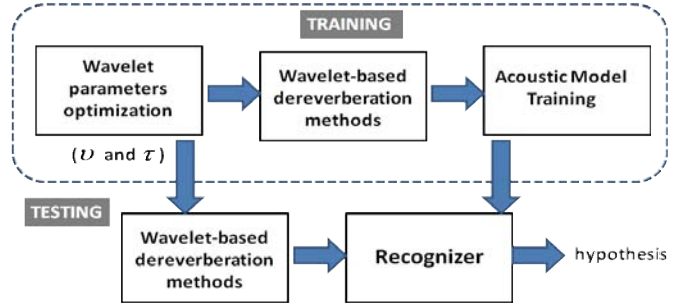 TRAINING
Wavelet
parameters
optimization
Wavelet-based
dereverberation
methods
Acoustic Model
Training
(υ and τ)
TESTING
Wavelet-based
dereverberation
methods
Recognizer
hypothesis